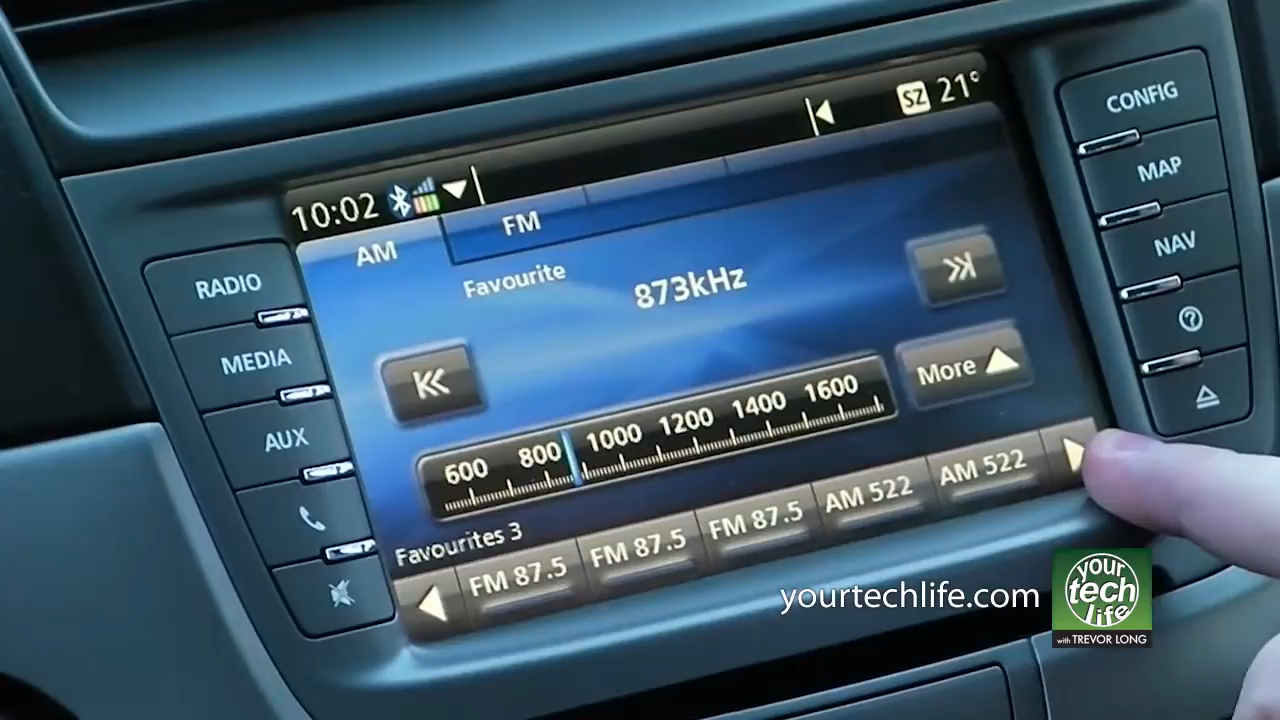 10:02
SZ 21°
AM
FM
Favourite
873kHz
More
600 800 1000 1200 1400 1600
Favourites 3
FM 87.5
FM 87.5
FM 87.5
AM 522
AM 522
RADIO
MEDIA
AUX
CONFIG
MAP
NAV
?
yourtechlife.com
your
tech
life
with TREVOR LONG